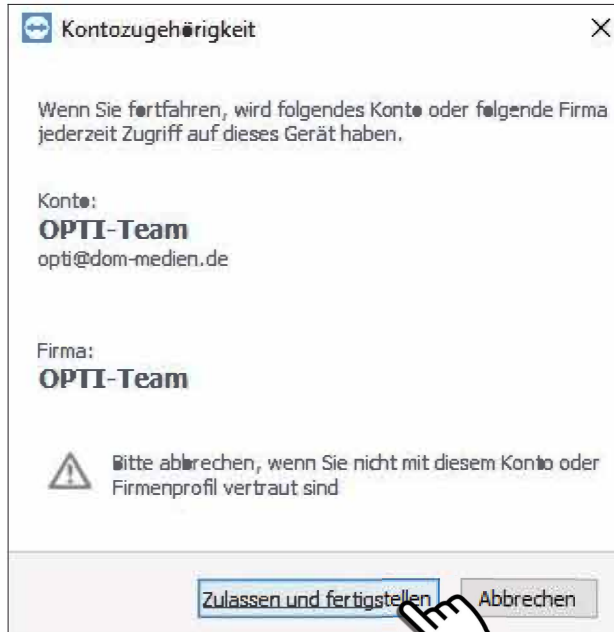 Kontozugehörigkeit
Wenn Sie fortfahren, wird folgendes Konto oder folgende Firma
jederzeit Zugriff auf dieses Gerät haben.
Konto:
OPTI-Team
opti@dom-medien.de
Firma:
OPTI-Team
Bitte abbrechen, wenn Sie nicht mit diesem Konto oder
Firmenprofil vertraut sind
Zulassen und fertigstellen
Abbrechen